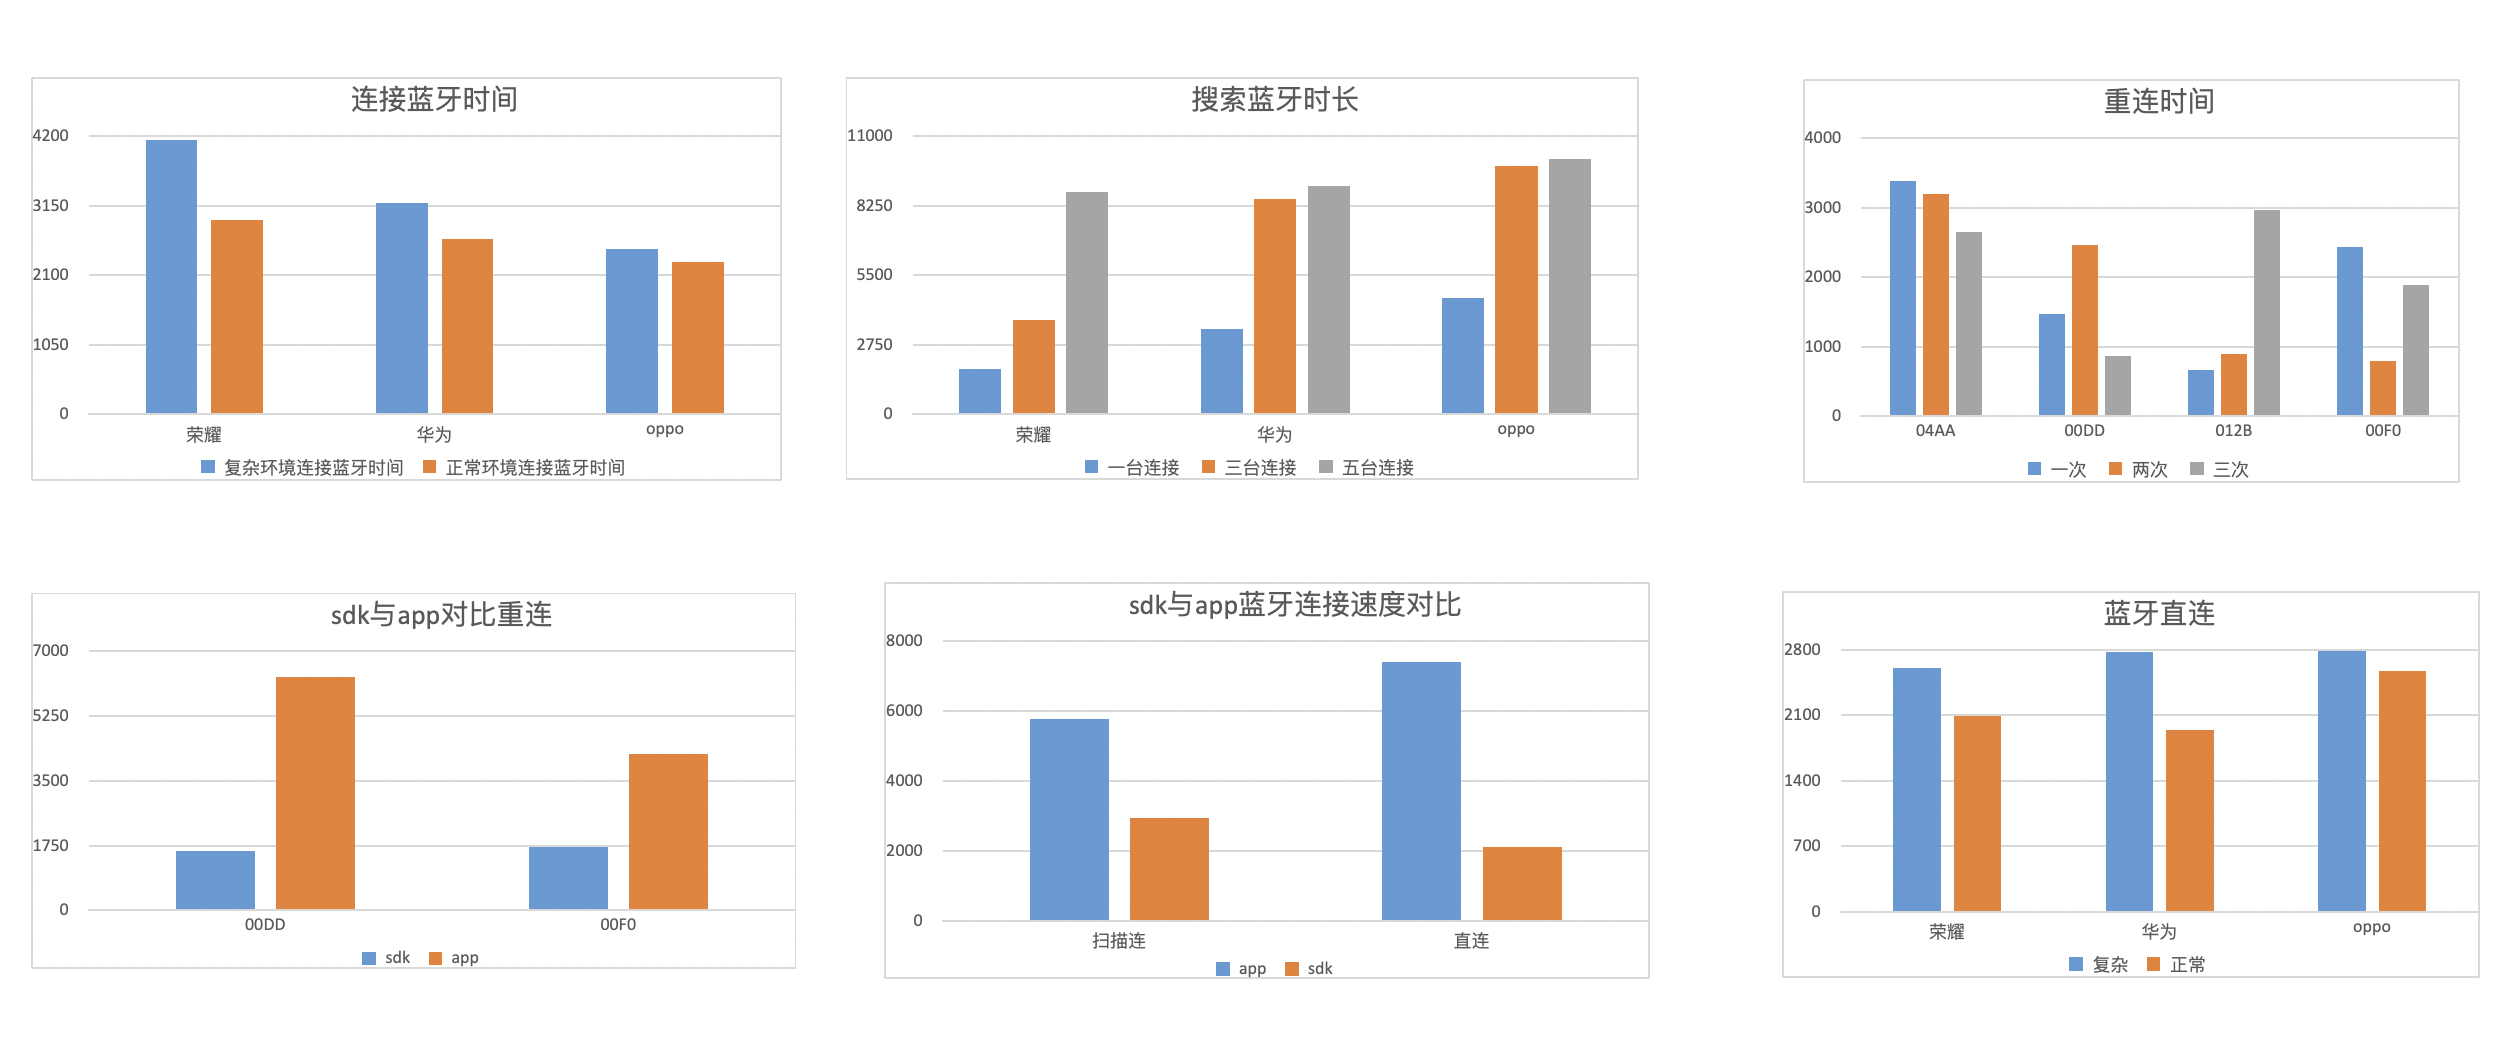 连接蓝牙时间
4200
3150
2100
1050
0
荣耀 华为 oppo
复杂环境连接蓝牙时间 正常环境连接蓝牙时间
搜索蓝牙时长
11000
8250
5500
2750
0
荣耀 华为 oppo
一台连接 三台连接 五台连接
重连时间
4000
3000
2000
1000
0
04AA 00DD 012B 00F0
一次 两次 三次
sdk与app对比重连
7000
5250
3500
1750
0
00DD 00F0
sdk app
sdk与app蓝牙连接速度对比
8000
6000
4000
2000
0
扫描连 直连
app sdk
蓝牙直连
2800
2100
1400
700
0
荣耀 华为 oppo
复杂 正常